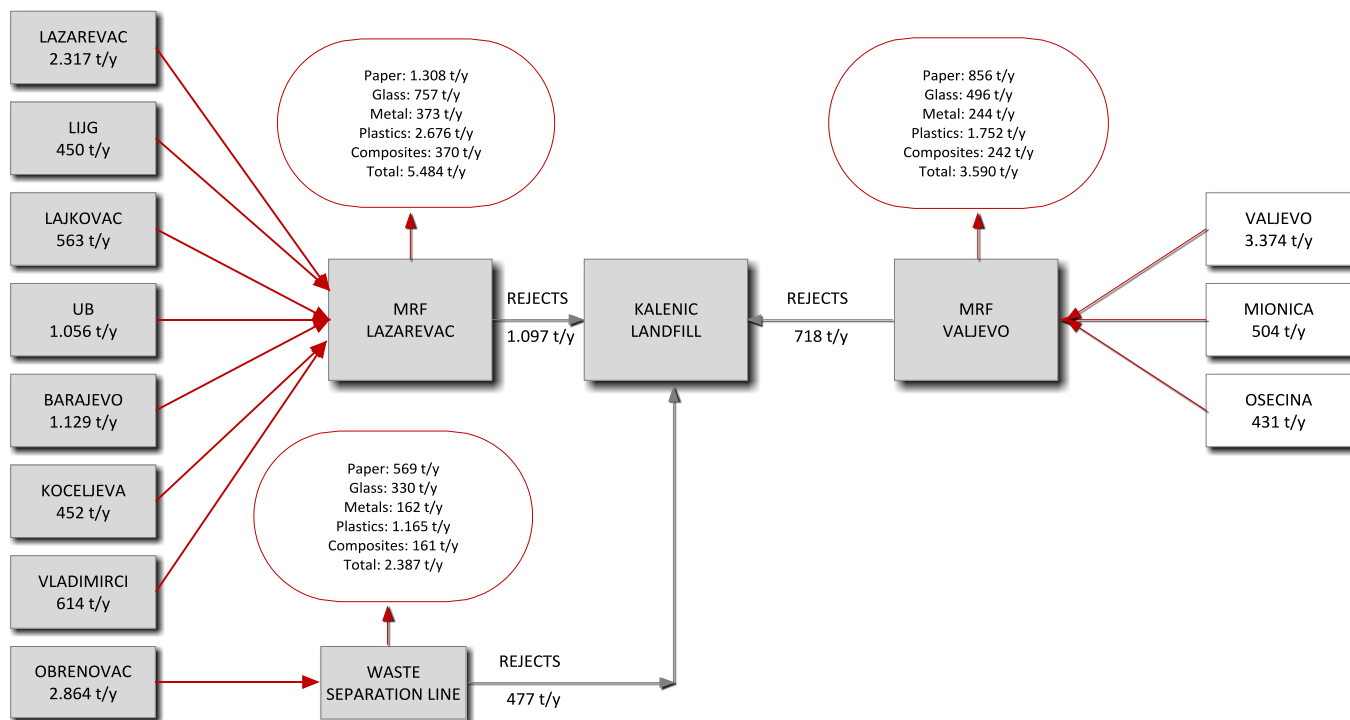 LAZAREVAC
2.317 t/y
LIJG
450 t/y
LAJKOVAC
563 t/y
UB
1.056 t/y
BARAJEVO
1.129 t/y
KOCELJEVA
452 t/y
VLADIMIRCI
614 t/y
OBRENOVAC
2.864 t/y
Paper: 1.308 t/y
Glass: 757 t/y
Metal: 373 t/y
Plastics: 2.676 t/y
Composites: 370 t/y
Total: 5.484 t/y
MRF
LAZAREVAC
REJECTS
1.097 t/y
KALENIC
LANDFILL
REJECTS
718 t/y
Paper: 856 t/y
Glass: 496 t/y
Metal: 244 t/y
Plastics: 1.752 t/y
Composites: 242 t/y
Total: 3.590 t/y
MRF
VALJEVO
VALJEVO
3.374 t/y
MIONICA
504 t/y
OSECINA
431 t/y
Paper: 569 t/y
Glass: 330 t/y
Metals: 162 t/y
Plastics: 1.165 t/y
Composites: 161 t/y
Total: 2.387 t/y
WASTE
SEPARATION LINE
REJECTS
477 t/y